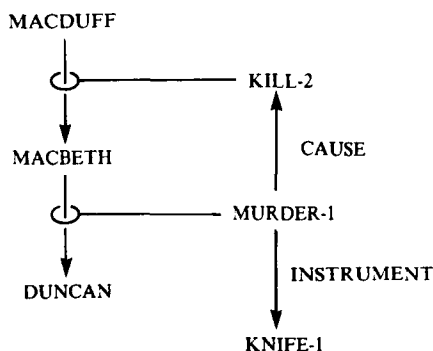 MACDUFF
KILL-2
CAUSE
MACBETH
MURDER-1
INSTRUMENT
DUNCAN
KNIFE-1